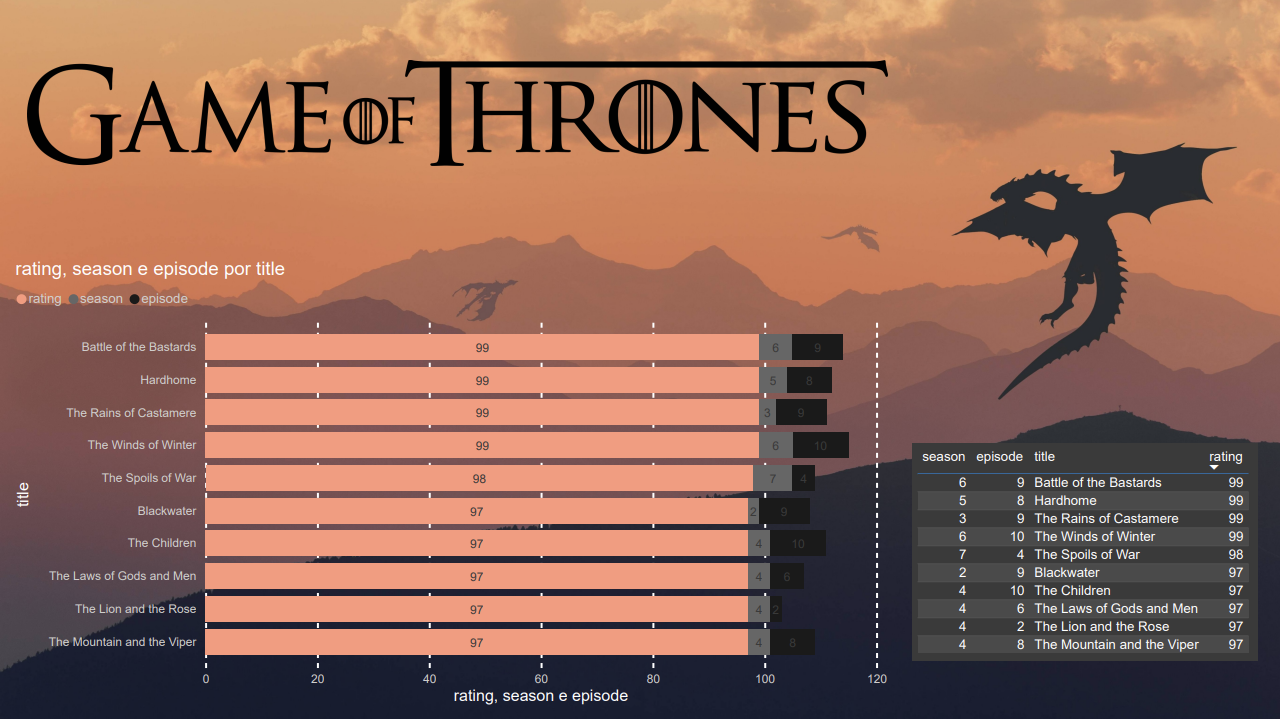 GAME OF THRONES
rating, season e episode por title
rating season episode
Battle of the Bastards 99 6 9
Hardhome 99 5 8
The Rains of Castamere 99 3 9
The Winds of Winter 99 6 10
The Spoils of War 98 7 4
Blackwater 97 2 9
The Children 97 4 10
The Laws of Gods and Men 97 4 6
The Lion and the Rose 97 4 2
The Mountain and the Viper 97 4 8
title
0 20 40 60 80 100 120
rating, season e episode
season episode title rating
6 9 Battle of the Bastards 99
5 8 Hardhome 99
3 9 The Rains of Castamere 99
6 10 The Winds of Winter 99
7 4 The Spoils of War 98
2 9 Blackwater 97
4 10 The Children 97
4 6 The Laws of Gods and Men 97
4 2 The Lion and the Rose 97
4 8 The Mountain and the Viper 97